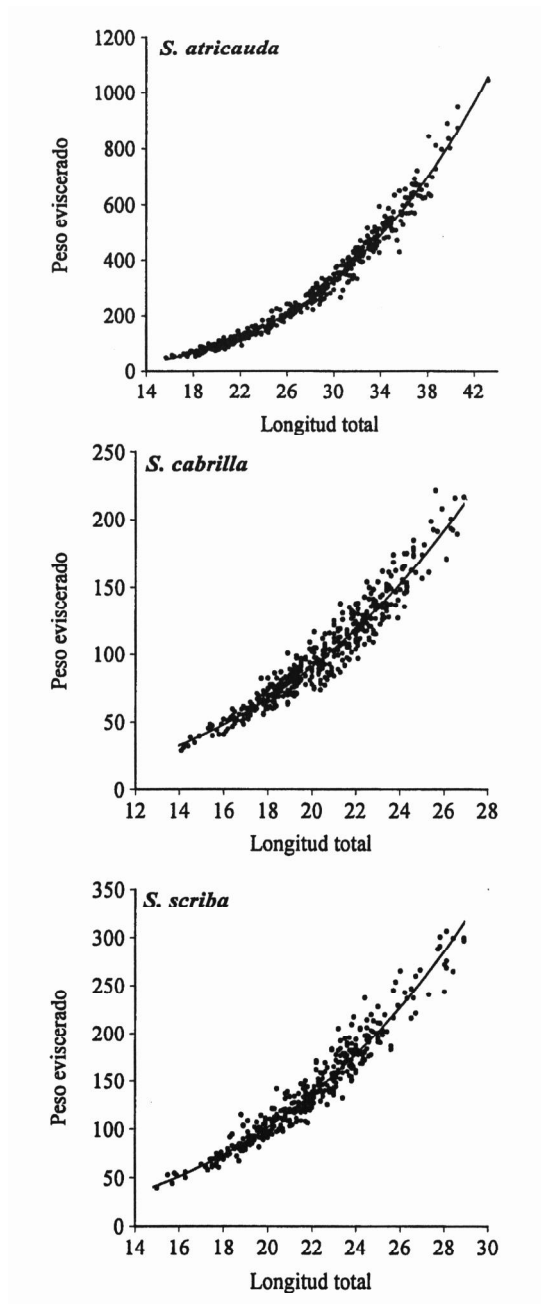 S. atricauda
1200
1000
800
600
400
200
0
Peso eviscerado
14 18 22 26 30 34 38 42
Longitud total
S. cabrilla
250
200
150
100
50
0
Peso eviscerado
12 14 16 18 20 22 24 26 28
Longitud total
S. scriba
350
300
250
200
150
100
50
0
Peso eviscerado
14 16 18 20 22 24 26 28 30
Longitud total